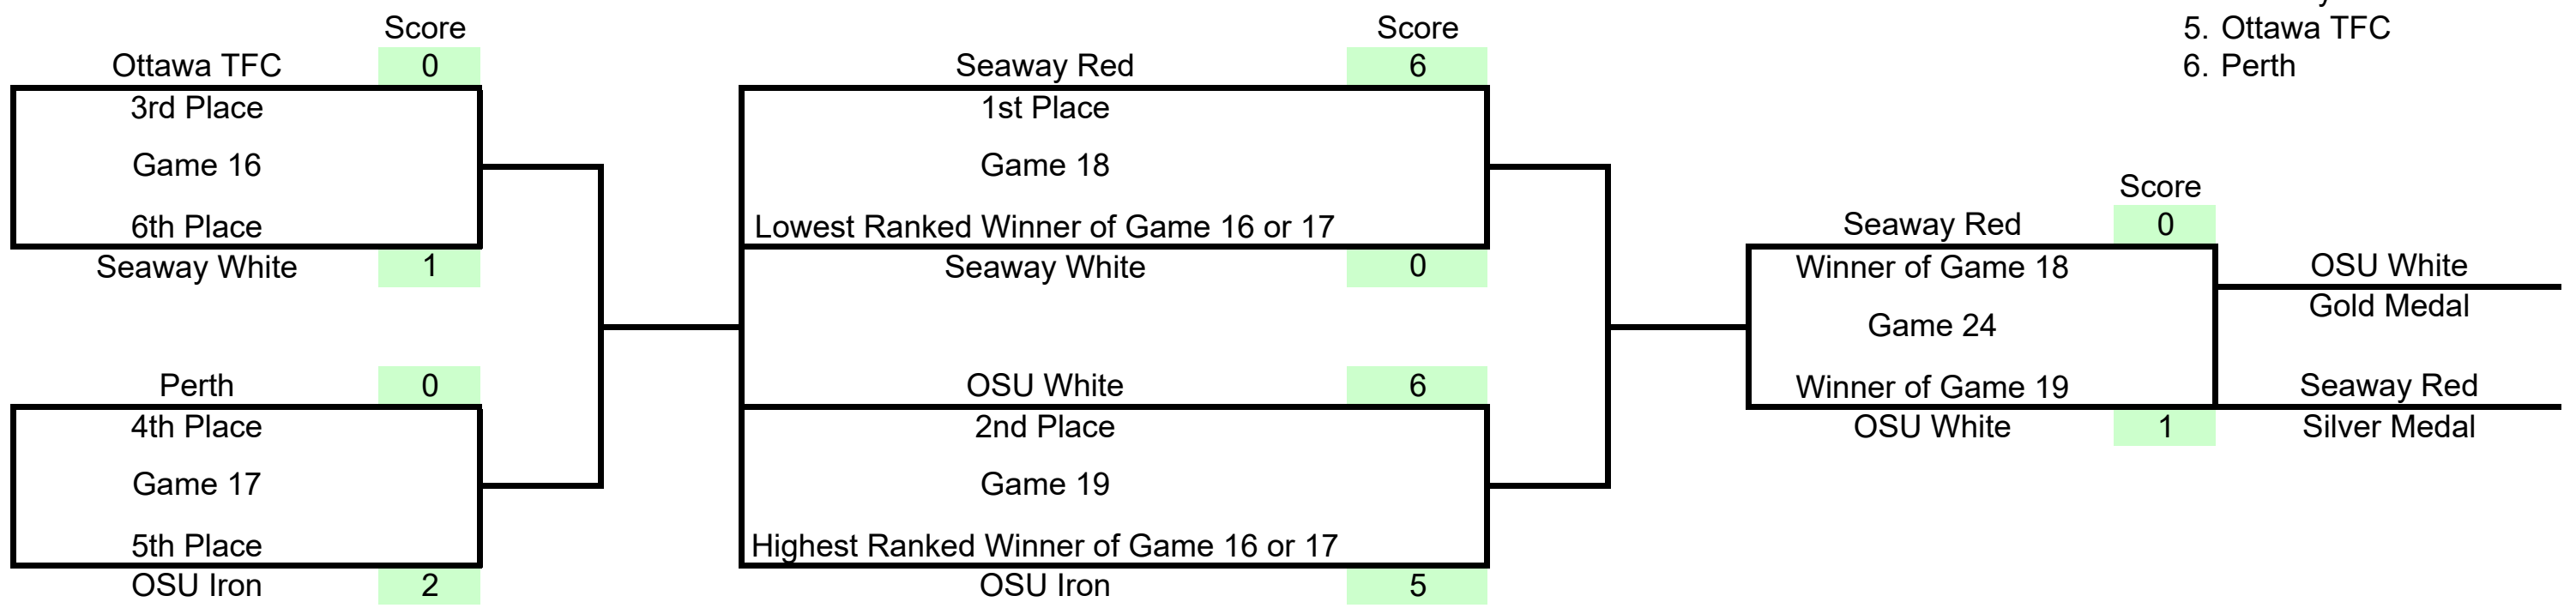 Score
Ottawa TFC 0
3rd Place
Game 16
6th Place
Seaway White 1
Perth 0
4th Place
Game 17
5th Place
OSU Iron 2
Score
Seaway Red 6
1st Place
Game 18
Lowest Ranked Winner of Game 16 or 17
Seaway White 0
OSU White 6
2nd Place
Game 19
Highest Ranked Winner of Game 16 or 17
OSU Iron 5
Score
Seaway Red 0
Winner of Game 18
Game 24
Winner of Game 19
OSU White 1
5. Ottawa TFC
6. Perth
OSU White
Gold Medal
Seaway Red
Silver Medal